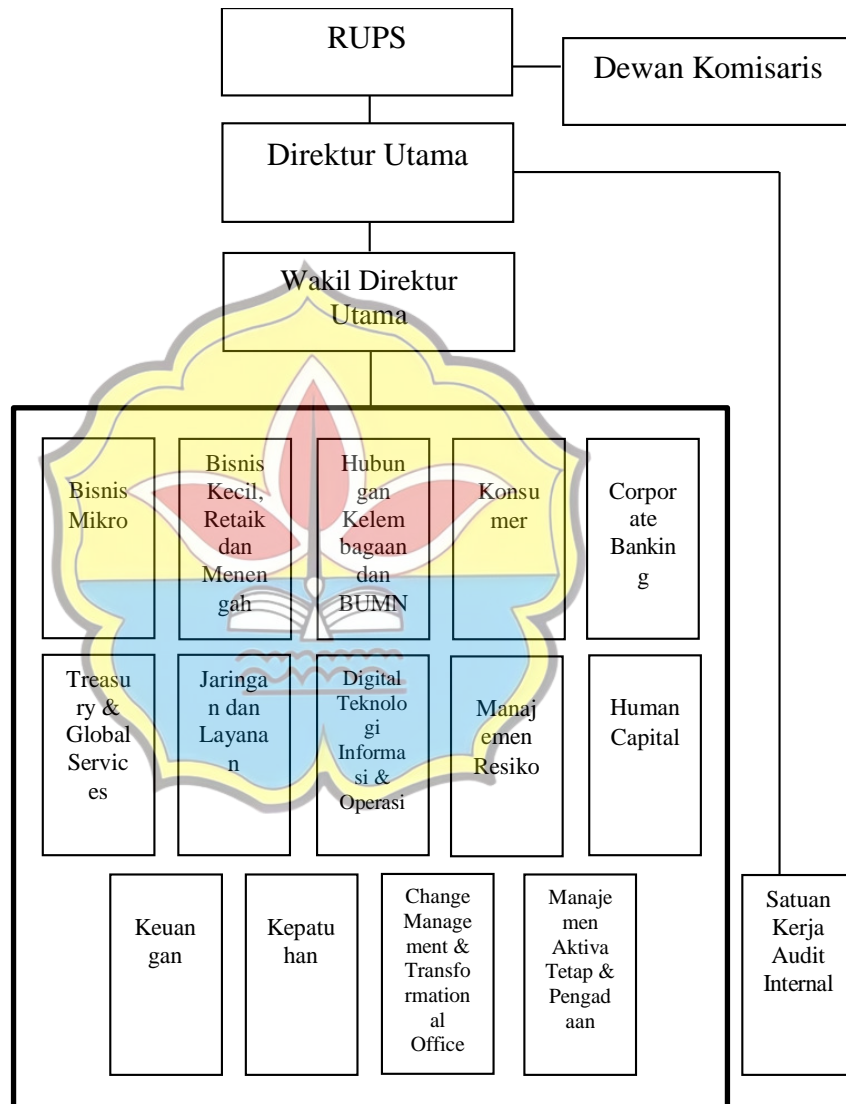 RUPS
Dewan Komisaris
Direktur Utama
Wakil Direktur
Utama
Bisnis
Mikro
Bisnis
Kecil,
Retaik
dan
Menen
gah
Hubun
gan
Kelem
bagaan
dan
BUMN
Konsu
mer
Corpor
ate
Bankin
g
Treasu
ry &
Global
Servic
es
Jaringa
n dan
Layana
n
Digital
Teknolo
gi
Informa
si &
Operasi
Manaj
emen
Resiko
Human
Capital
Keuan
gan
Kepatu
han
Change
Manage
ment &
Transfo
rmation
al
Office
Manaje
men
Aktiva
Tetap &
Pengad
aan
Satuan
Kerja
Audit
Internal